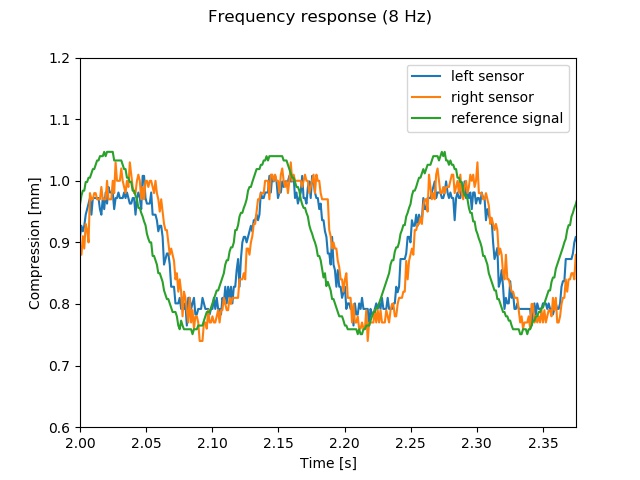 Frequency response (8 Hz)
1.2
1.1
1.0
0.9
0.8
0.7
0.6
Compression [mm]
left sensor
right sensor
reference signal
2.00 2.05 2.10 2.15 2.20 2.25 2.30 2.35
Time [s]